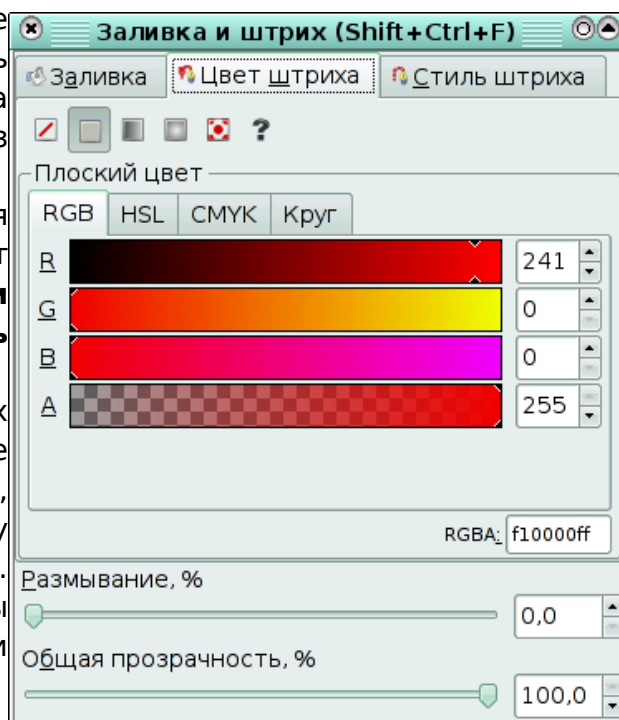 Заливка и штрих (Shift+Ctrl+F)
Заливка Цвет штриха Стиль штриха
?
Плоский цвет
RGB HSL CMYK Круг
R 241
G 0
B 0
A 255
RGBA: f10000ff
Размывание, %
0,0
Общая прозрачность, %
100,0